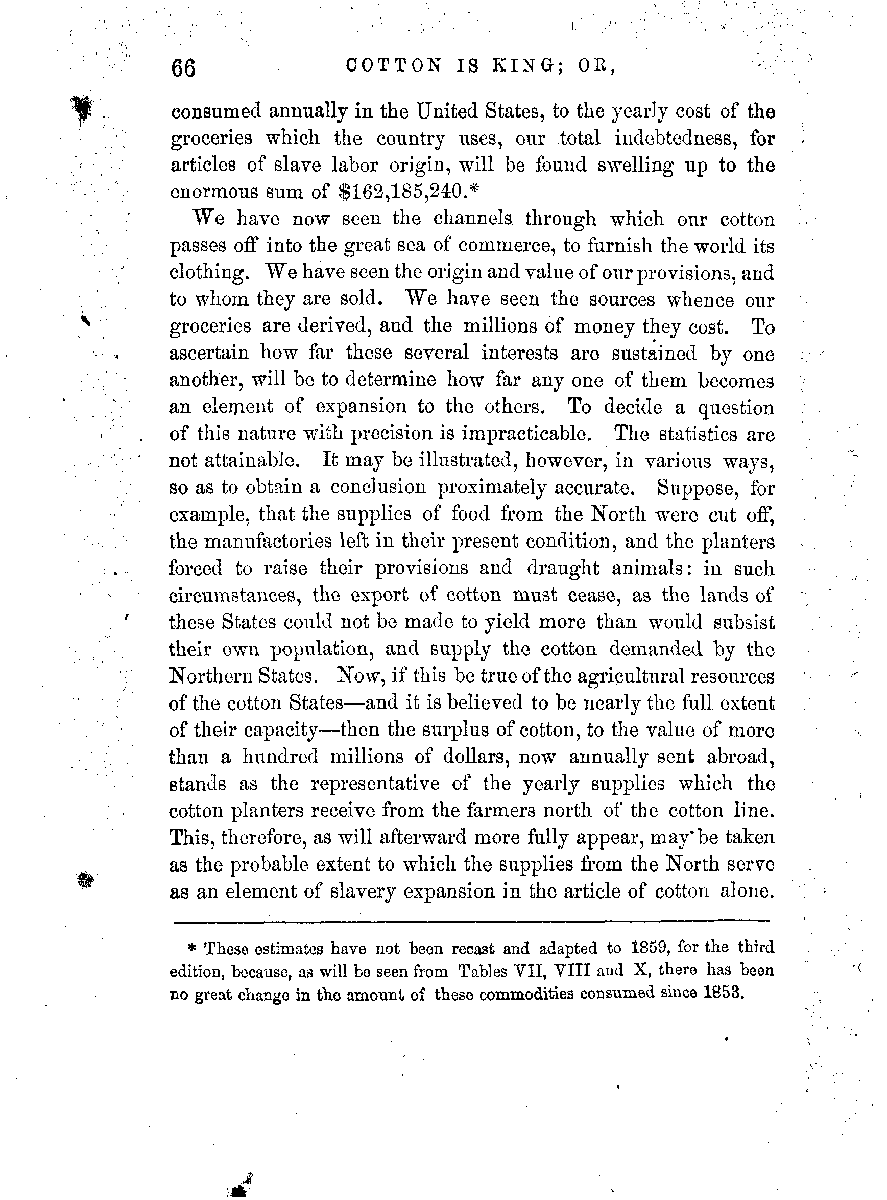 66 COTTON IS KING; OR,
consumed annually in the United States, to the yearly cost of the
groceries which the country uses, our total indebtedness, for
articles of slave labor origin, will be found swelling up to the
enormous sum of $162,185,240.*
We have now seen the channels through which our cotton
passes off into the great sea of commerce, to furnish the world its
clothing. We have seen the origin and value of our provisions, and
to whom they are sold. We have seen the sources whence our
groceries are derived, and the millions of money they cost. To
ascertain how far these several interests are sustained by one
another, will be to determine how far any one of them becomes
an element of expansion to the others. To decide a question
of this nature with precision is impracticable. The statistics are
not attainable. It may be illustrated, however, in various ways,
so as to obtain a conclusion proximately accurate. Suppose, for
example, that the supplies of food from the North were cut off,
the manufactories left in their present condition, and the planters
forced to raise their provisions and draught animals: in such
circumstances, the export of cotton must cease, as the lands of
these States could not be made to yield more than would subsist
their own population, and supply the cotton demanded by the
Northern States. Now, if this be true of the agricultural resources
of the cotton States—and it is believed to be nearly the full extent
of their capacity—then the surplus of cotton, to the value of more
than a hundred millions of dollars, now annually sent abroad,
stands as the representative of the yearly supplies which the
cotton planters receive from the farmers north of the cotton line.
This, therefore, as will afterward more fully appear, may be taken
as the probable extent to which the supplies from the North serve
as an element of slavery expansion in the article of cotton alone.
* These estimates have not been recast and adapted to 1859, for the third
edition, because, as will be seen from Tables VII, VIII and X, there has been
no great change in the amount of these commodities consumed since 1853.